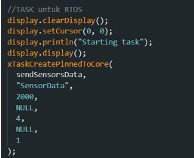 //TASK untuk RTOS
display.clearDisplay();
display.setCursor(0, 0);
display.println("Starting task");
display.display();
xTaskCreatePinnedToCore(
sendSensorsData,
"SensorData",
2000,
NULL,
4,
NULL,
1
);